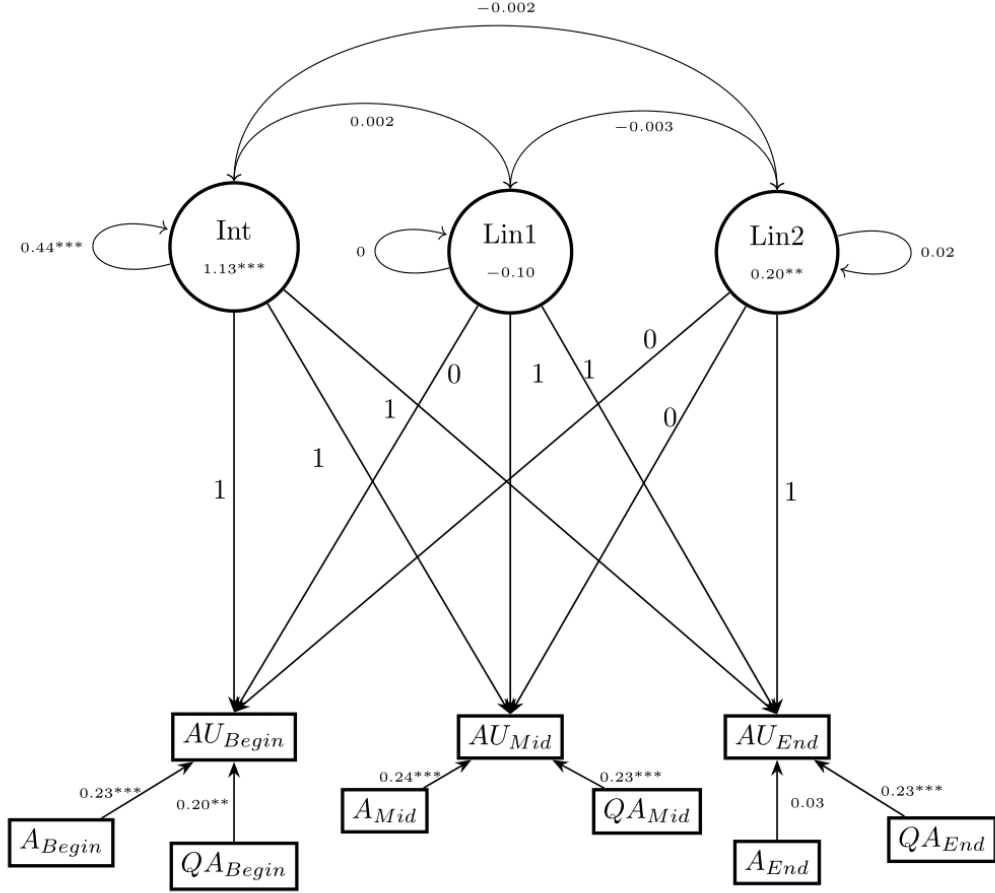 −0.002
0.002
−0.003
Int
1.13***
0.44***
Lin1
−0.10
0
Lin2
0.20**
0.02
0
0
1
1
1
0
1
1
1
AU_Begin
AU_Mid
AU_End
0.23***
0.20**
0.24***
0.23***
0.03
0.23***
A_Begin
QA_Begin
A_Mid
QA_Mid
A_End
QA_End